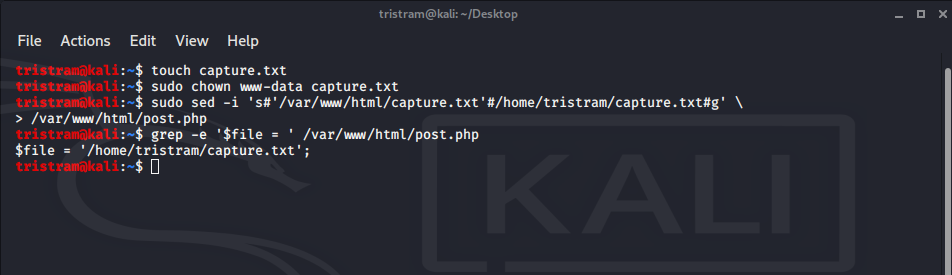 tristram@kali: ~/Desktop
File Actions Edit View Help
tristram@kali:~$ touch capture.txt
tristram@kali:~$ sudo chown www-data capture.txt
tristram@kali:~$ sudo sed -i 's#'/var/www/html/capture.txt'#/home/tristram/capture.txt#g' \
> /var/www/html/post.php
tristram@kali:~$ grep -e '$file = ' /var/www/html/post.php
$file = '/home/tristram/capture.txt';
tristram@kali:~$
KALI